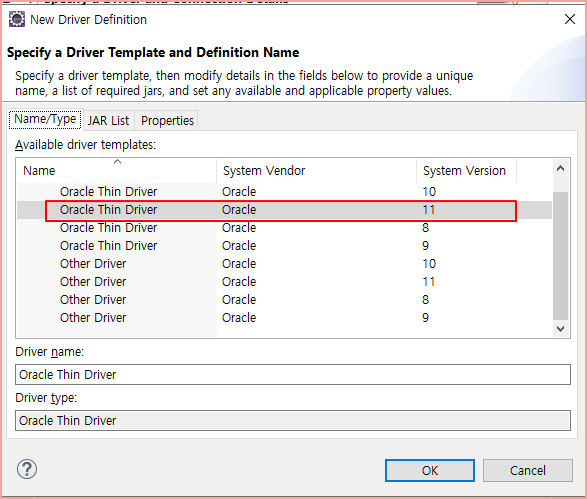 New Driver Definition
Specify a Driver Template and Definition Name
Specify a driver template, then modify details in the fields below to provide a unique
name, a list of required jars, and set any available and applicable property values.
Name/Type JAR List Properties
Available driver templates:
Name System Vendor System Version
Oracle Thin Driver Oracle 10
Oracle Thin Driver Oracle 11
Oracle Thin Driver Oracle 8
Oracle Thin Driver Oracle 9
Other Driver Oracle 10
Other Driver Oracle 11
Other Driver Oracle 8
Other Driver Oracle 9
Driver name:
Oracle Thin Driver
Driver type:
Oracle Thin Driver
? OK Cancel